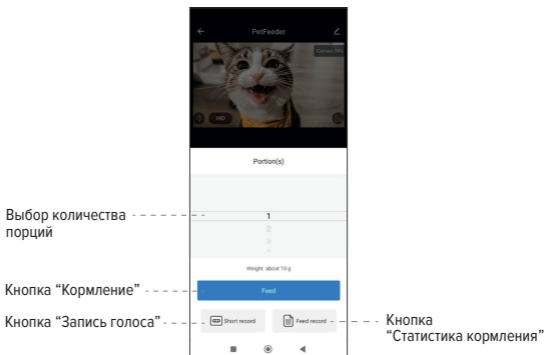 PetFeeder
HD
Portion(s)
Выбор количества
порций
1
2
3
Weight: about 10 g
Кнопка “Кормление”
Feed
Кнопка “Запись голоса”
Short record
Feed record
Кнопка
“Статистика кормления”